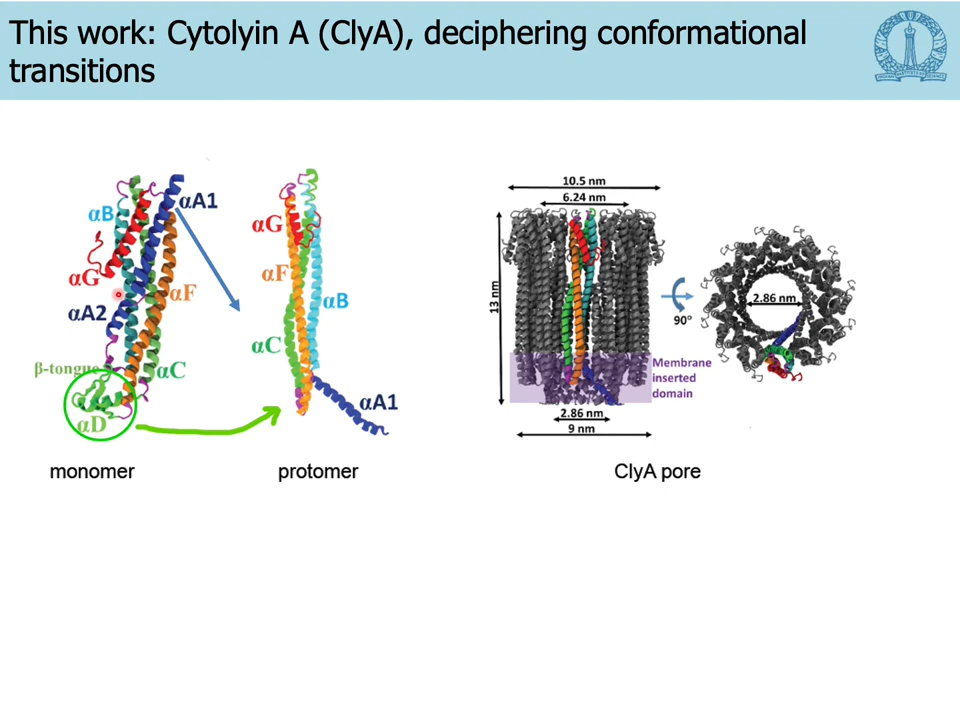 This work: Cytolyin A (ClyA), deciphering conformational
transitions
αB
αA1
αG
αF
αA2
β-tongue
αC
αD
monomer
αG
αF
αB
αC
αA1
protomer
10.5 nm
6.24 nm
13 nm
Membrane
inserted
domain
2.86 nm
9 nm
90°
2.86 nm
ClyA pore